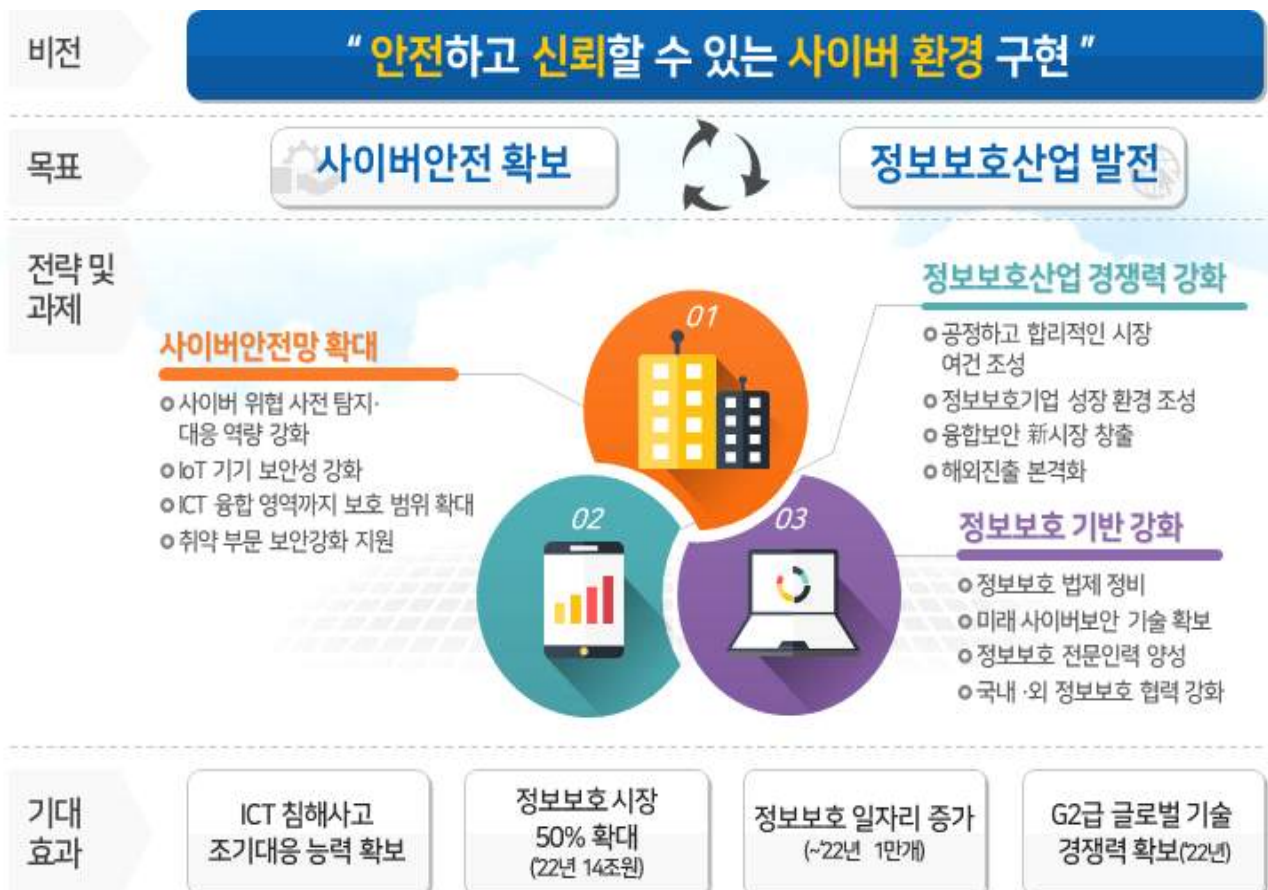 비전
“ 안전하고 신뢰할 수 있는 사이버 환경 구현 ”
목표
사이버안전 확보
정보보호산업 발전
전략 및
과제
01
사이버안전망 확대
사이버 위협 사전 탐지·
대응 역량 강화
IoT 기기 보안성 강화
ICT 융합 영역까지 보호 범위 확대
취약 부문 보안강화 지원
02
정보보호산업 경쟁력 강화
공정하고 합리적인 시장
여건 조성
정보보호기업 성장 환경 조성
융합보안 新시장 창출
해외진출 본격화
03
정보보호 기반 강화
정보보호 법제 정비
미래 사이버보안 기술 확보
정보보호 전문인력 양성
국내 ·외 정보보호 협력 강화
기대
효과
ICT 침해사고
조기대응 능력 확보
정보보호 시장
50% 확대
('22년 14조원)
정보보호 일자리 증가
(~'22년 1만개)
G2급 글로벌 기술
경쟁력 확보('22년)